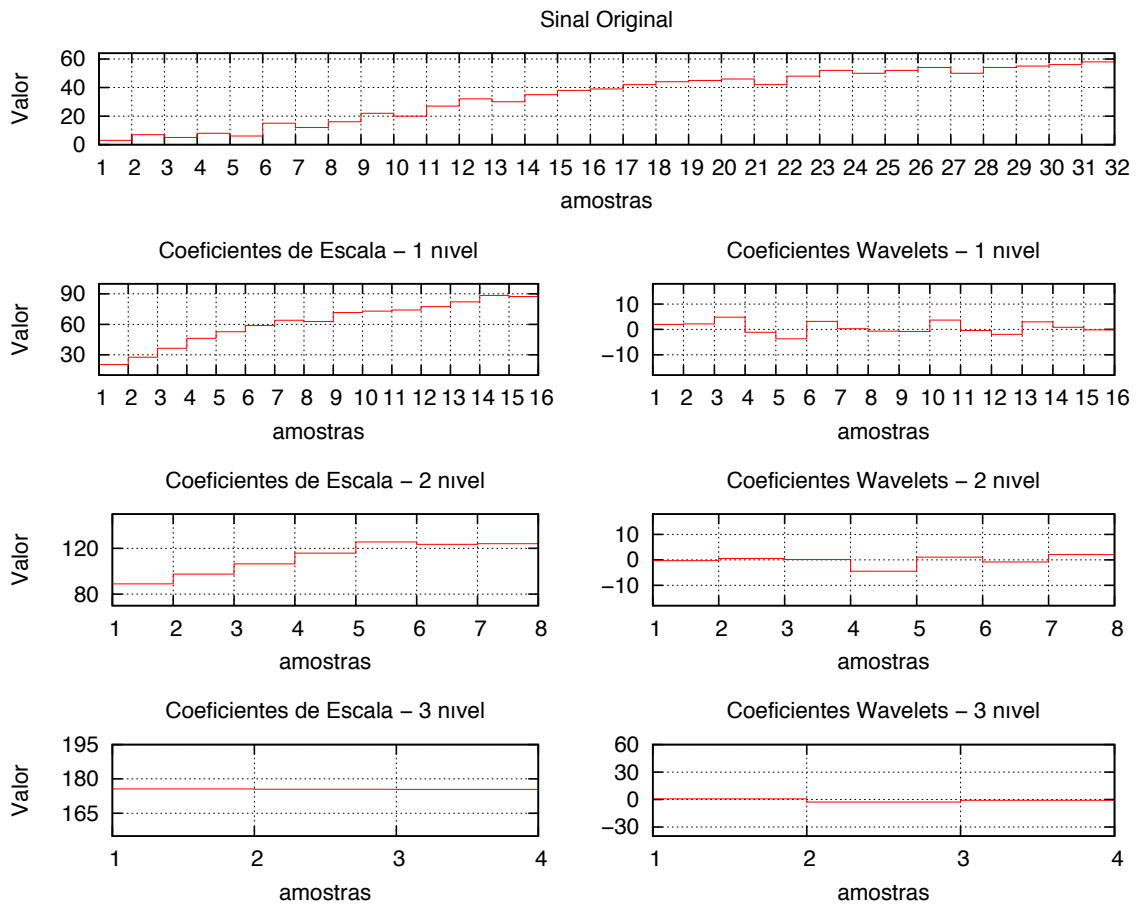 Sinal Original
Valor
60
40
20
0
1 2 3 4 5 6 7 8 9 10 11 12 13 14 15 16 17 18 19 20 21 22 23 24 25 26 27 28 29 30 31 32
amostras
Coeficientes de Escala – 1 nıvel
Valor
90
60
30
1 2 3 4 5 6 7 8 9 10 11 12 13 14 15 16
amostras
Coeficientes Wavelets – 1 nıvel
10
0
−10
1 2 3 4 5 6 7 8 9 10 11 12 13 14 15 16
amostras
Coeficientes de Escala – 2 nıvel
Valor
120
80
1 2 3 4 5 6 7 8
amostras
Coeficientes Wavelets – 2 nıvel
10
0
−10
1 2 3 4 5 6 7 8
amostras
Coeficientes de Escala – 3 nıvel
Valor
195
180
165
1 2 3 4
amostras
Coeficientes Wavelets – 3 nıvel
60
30
0
−30
1 2 3 4
amostras